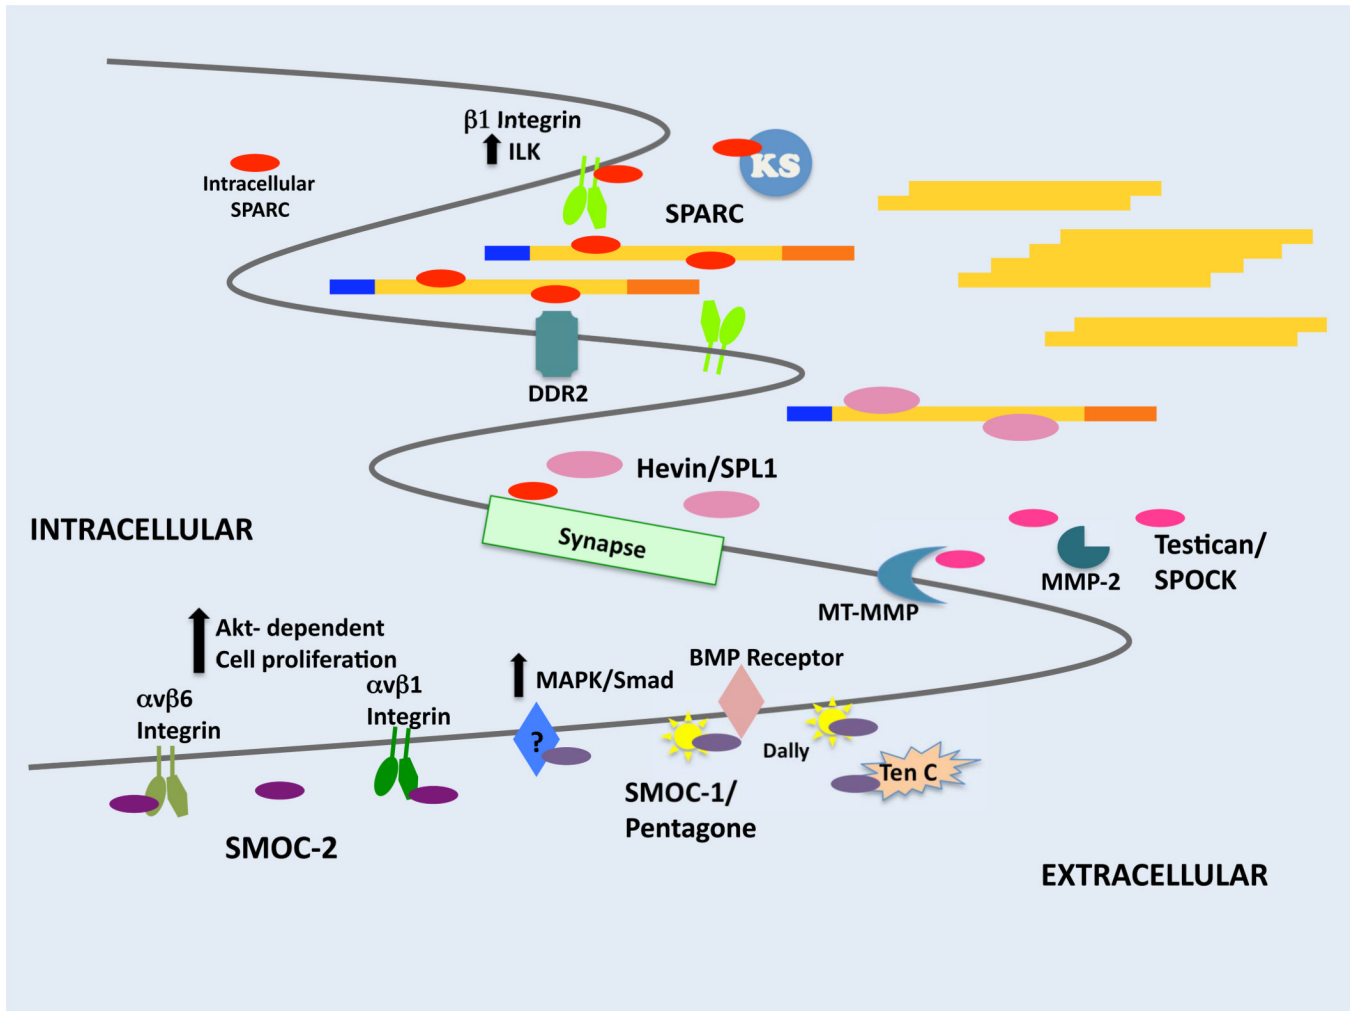 β1 Integrin
ILK
KS
Intracellular
SPARC
SPARC
DDR2
Hevin/SPL1
INTRACELLULAR
Synapse
Testican/
SPOCK
MMP-2
MT-MMP
Akt- dependent
Cell proliferation
BMP Receptor
MAPK/Smad
αvβ6
Integrin
αvβ1
Integrin
?
Dally
Ten C
SMOC-1/
Pentagone
SMOC-2
EXTRACELLULAR